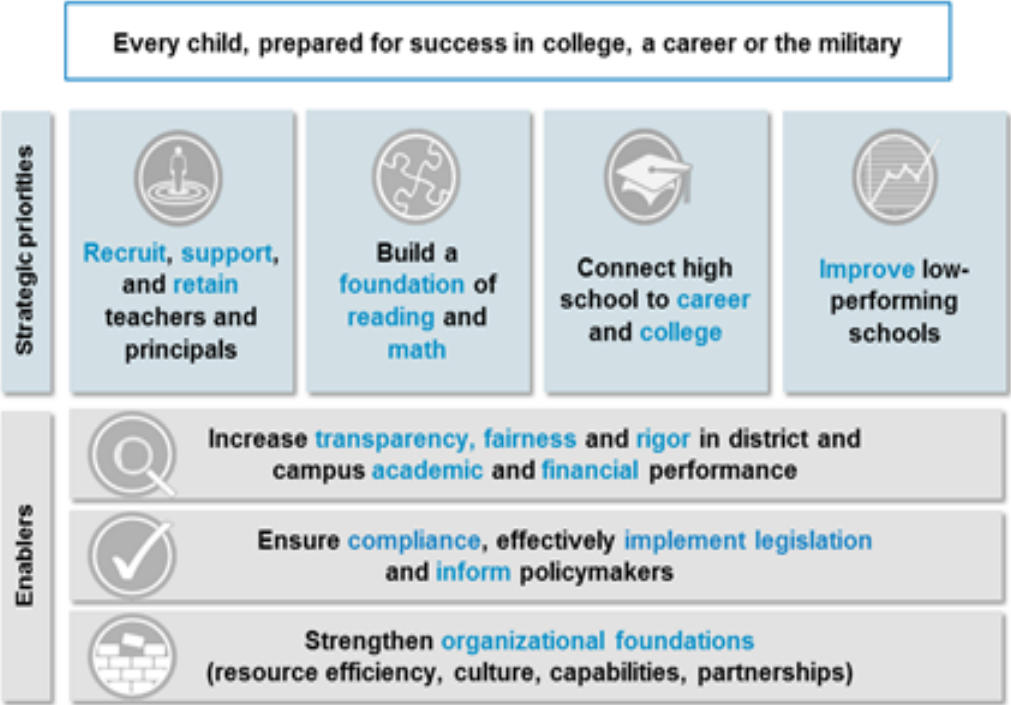 Every child, prepared for success in college, a career or the military
Strategic priorities
Recruit, support,
and retain
teachers and
principals
Build a
foundation of
reading and
math
Connect high
school to career
and college
Improve low-
performing
schools
Enablers
Increase transparency, fairness and rigor in district and
campus academic and financial performance
Ensure compliance, effectively implement legislation
and inform policymakers
Strengthen organizational foundations
(resource efficiency, culture, capabilities, partnerships)